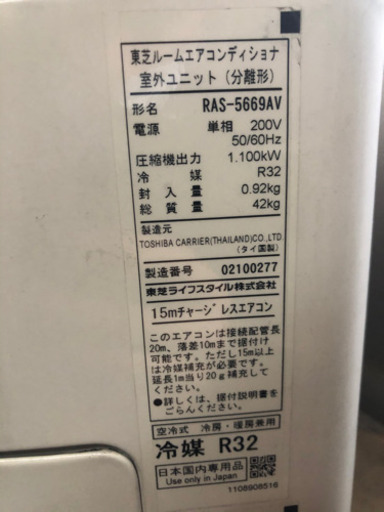 東芝ルームエアコンディショナ
室外ユニット (分離形)
形名 RAS-5669AV
電源 単相 200V
50/60Hz
圧縮機出力 1.100kW
冷媒 R32
封入量 0.92kg
総質量 42kg
製造元
TOSHIBA CARRIER(THAILAND)CO.,LTD
(タイ国製)
製造番号 02100277
東芝ライフスタイル株式会社
15mチャージレスエアコン
このエアコンは接続配管長
20m、落差10mまで据付け
可能です。ただし15m以上
は冷媒補充が必要です。
延長1m当り20g補充して
ください。
●詳しくは、据付説明書を
ごらんください。
空冷式 冷房・暖房兼用
冷媒 R32
日本国内専用品
Use only in Japan
1108908516